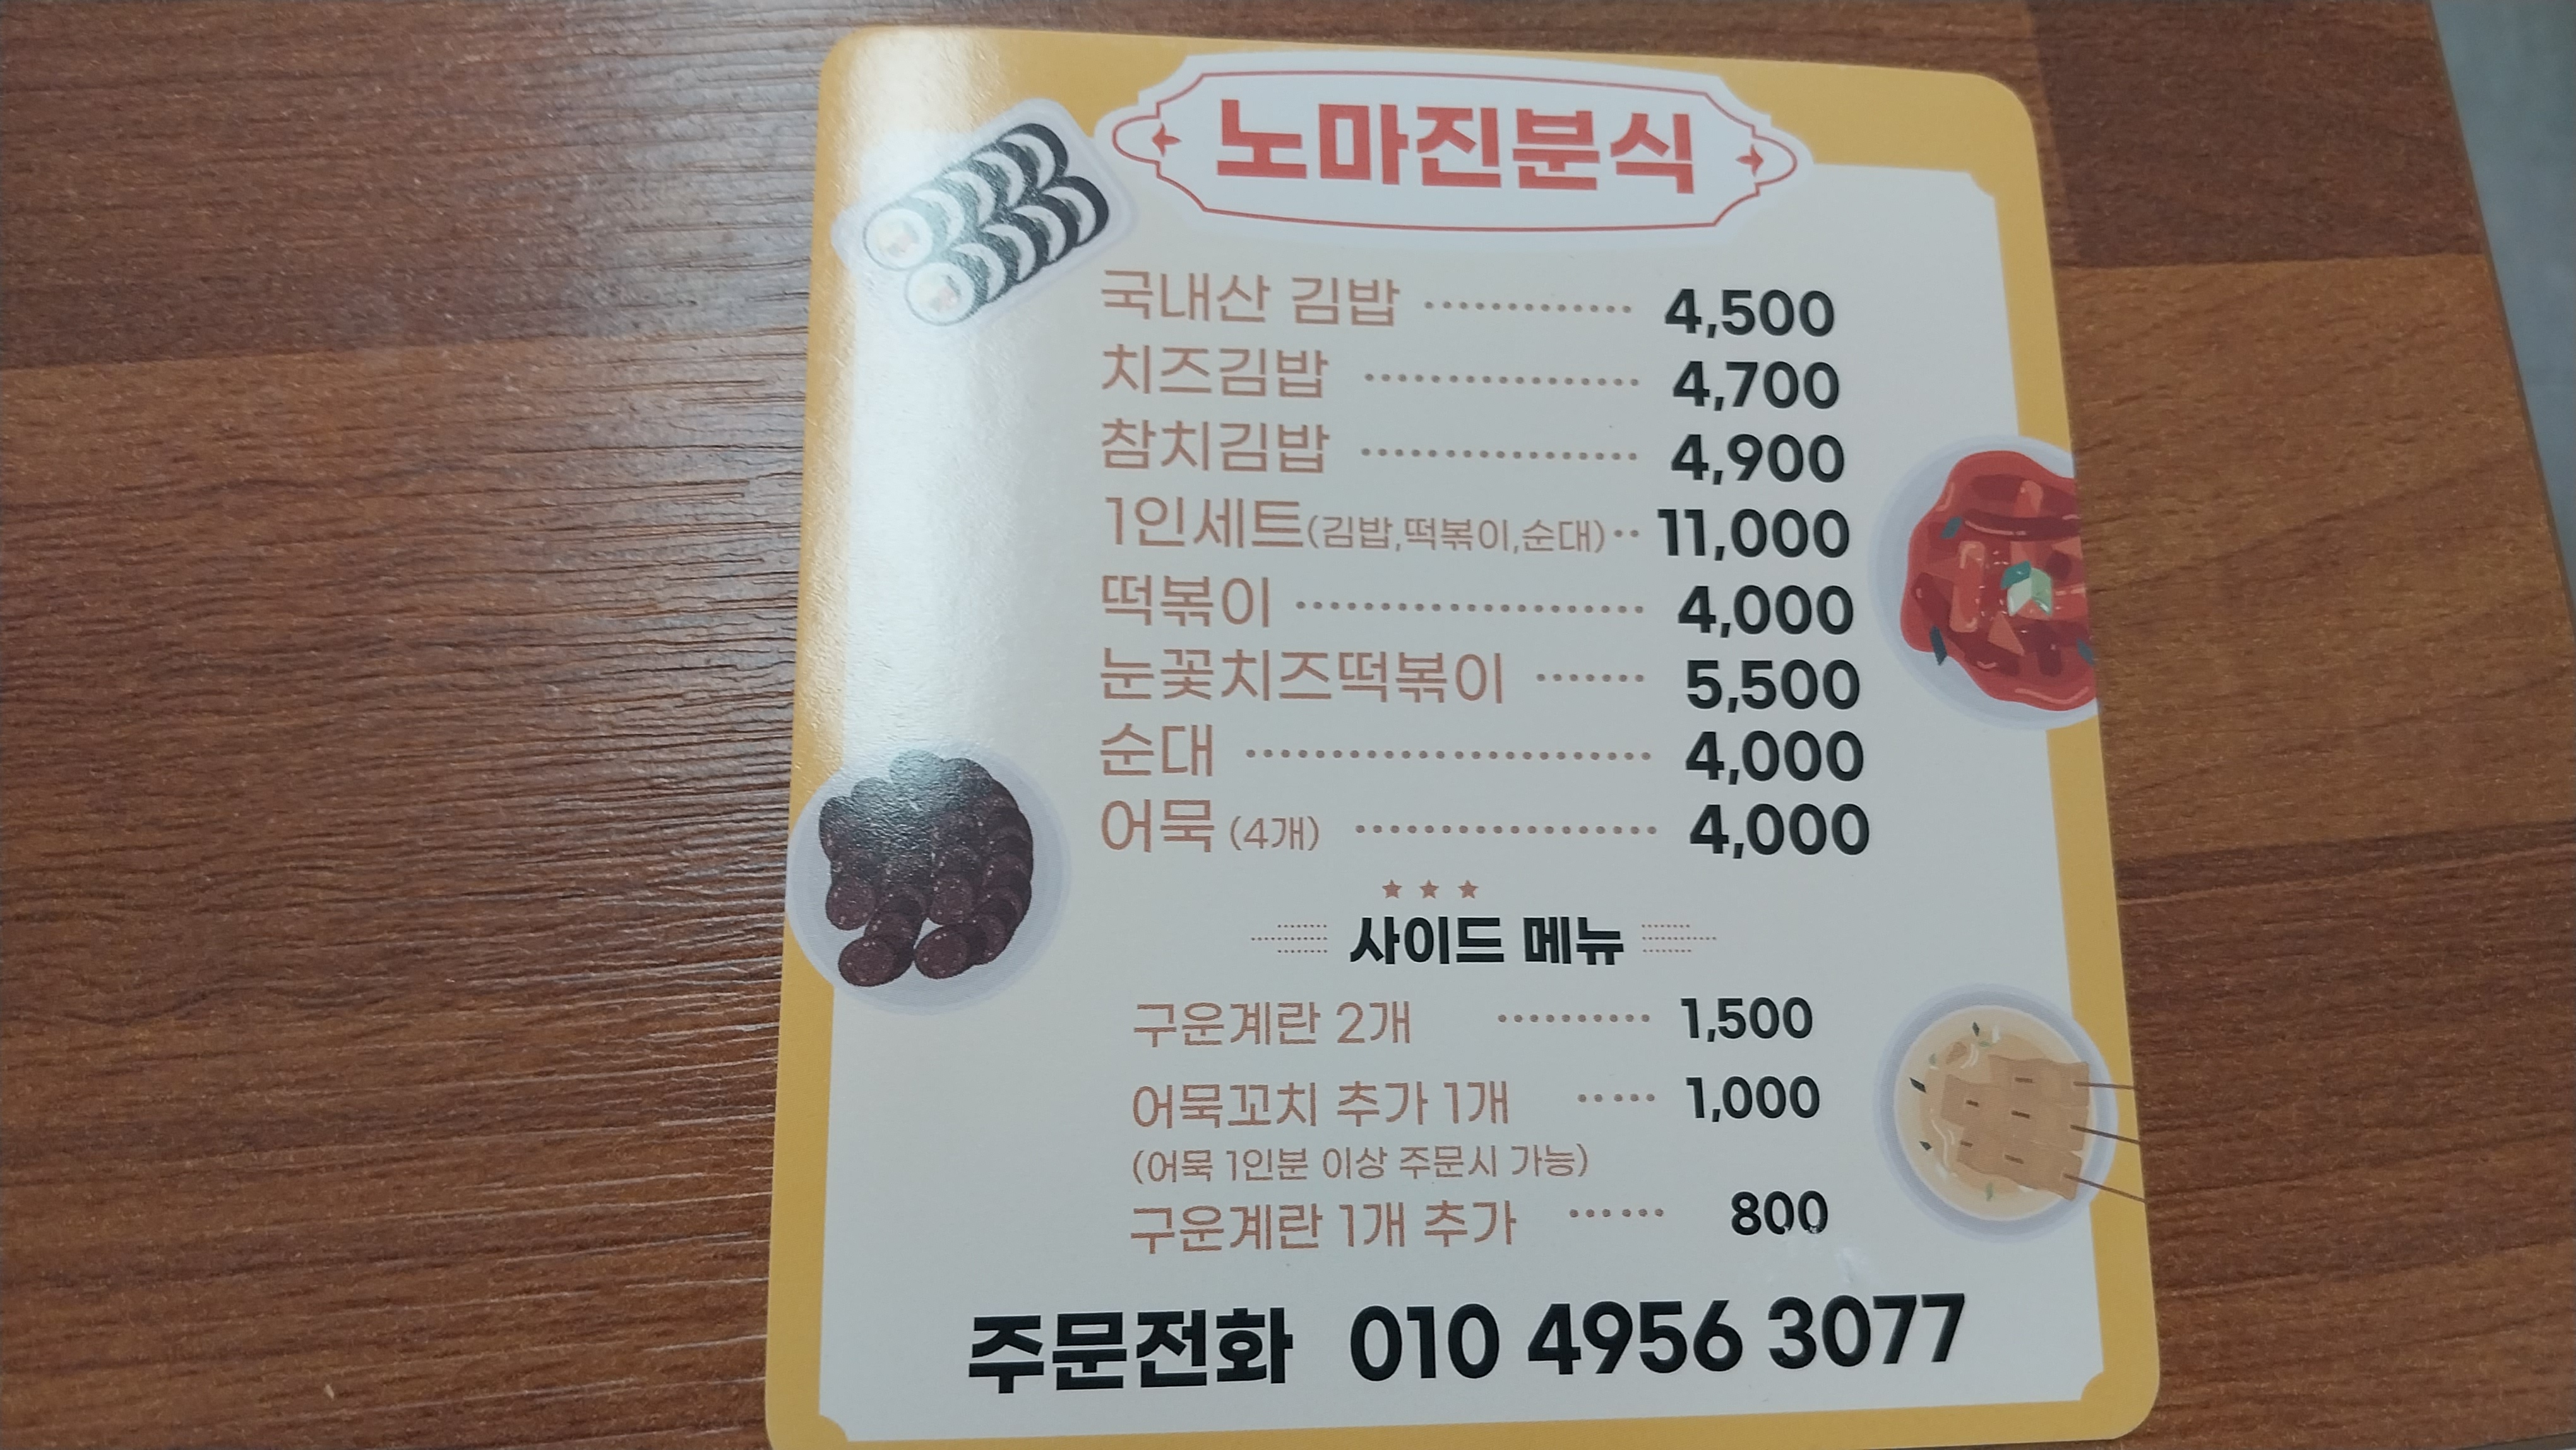 노마진분식
국내산 김밥 ············· 4,500
치즈김밥 ················· 4,700
참치김밥 ················· 4,900
1인세트(김밥,떡볶이,순대)·· 11,000
떡볶이 ······················ 4,000
눈꽃치즈떡볶이 ······· 5,500
순대 ························· 4,000
어묵 (4개) ··················· 4,000
사이드 메뉴
구운계란 2개 ·········· 1,500
어묵꼬치 추가 1개 ····· 1,000
(어묵 1인분 이상 주문시 가능)
구운계란 1개 추가 ······ 800
주문전화 010 4956 3077